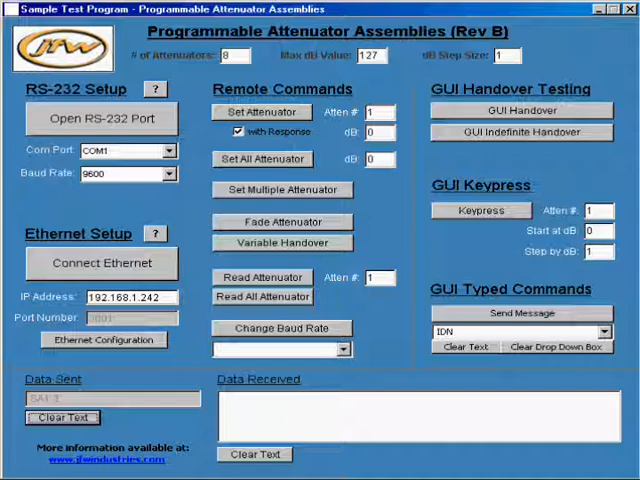 Sample Test Program - Programmable Attenuator Assemblies
jfw
Programmable Attenuator Assemblies (Rev B)
# of Attenuators: 8 Max dB Value: 127 dB Step Size: 1
RS-232 Setup ?
Open RS-232 Port
Com Port: COM1
Baud Rate: 9600
Ethernet Setup ?
Connect Ethernet
IP Address: 192.168.1.242
Port Number: 3001
Ethernet Configuration
Remote Commands
Set Attenuator Atten #: 1
with Response dB: 0
Set All Attenuator dB: 0
Set Multiple Attenuator
Fade Attenuator
Variable Handover
Read Attenuator Atten #: 1
Read All Attenuator
Change Baud Rate
GUI Handover Testing
GUI Handover
GUI Indefinite Handover
GUI Keypress
Keypress Atten #: 1
Start at dB: 0
Step by dB: 1
GUI Typed Commands
Send Message
IDN
Clear Text Clear Drop Down Box
Data Sent
Clear Text
More information available at:
www.jfwindustries.com
Data Received
Clear Text